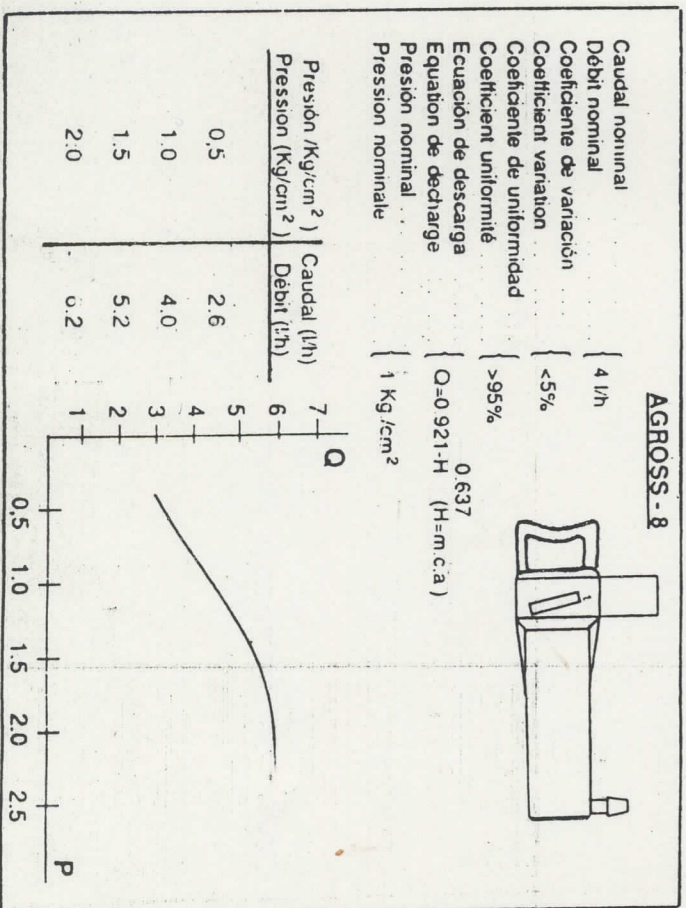 AGROSS - 8
Caudal nominal
Débit nominal . . . { 4 l/h
Coeficiente de variación
Coefficient variation . . . { <5%
Coeficiente de uniformidad
Coefficient uniformité . . . { >95%
Ecuación de descarga
Equation de decharge . . . { Q=0.921-H 0.637 (H=m.c.a)
Presión nominal . . .
Pression nominale . . . { 1 Kg/cm²
Presión /Kg/cm²) Caudal (l/h)
Pression (Kg/cm²) Débit (l/h)
0,5 2.6
1.0 4.0
1.5 5.2
2.0 6.2
Q
7
6
5
4
3
2
1
0,5 1.0 1.5 2.0 2.5 P